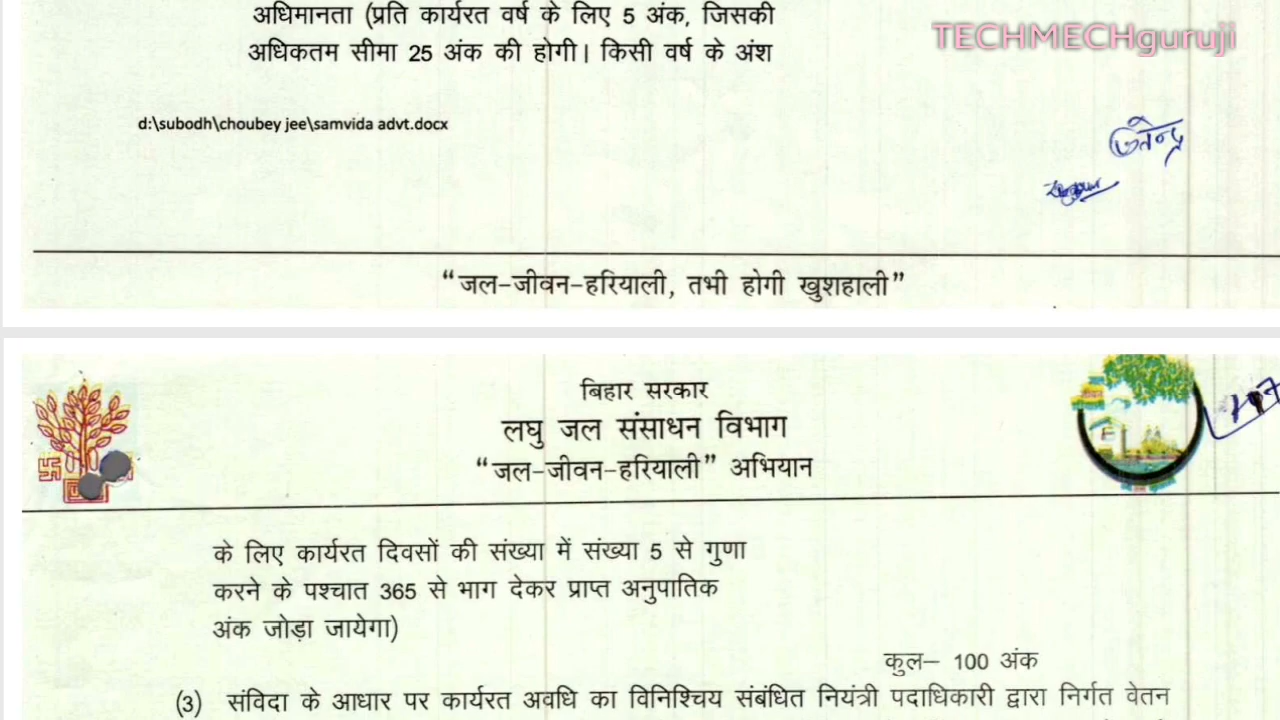 अधिमानता (प्रति कार्यरत वर्ष के लिए 5 अंक, जिसकी
TECHMECHguruji
अधिकतम सीमा 25 अंक की होगी। किसी वर्ष के अंश
d:\subodh\choubey jee\samvida advt.docx
जितेन्द्र
“जल-जीवन-हरियाली, तभी होगी खुशहाली”
बिहार सरकार
लघु जल संसाधन विभाग
“जल-जीवन-हरियाली” अभियान
के लिए कार्यरत दिवसों की संख्या में संख्या 5 से गुणा
करने के पश्चात 365 से भाग देकर प्राप्त अनुपातिक
अंक जोड़ा जायेगा)
कुल– 100 अंक
(3) संविदा के आधार पर कार्यरत अवधि का विनिश्चिय संबंधित नियंत्री पदाधिकारी द्वारा निर्गत वेतन